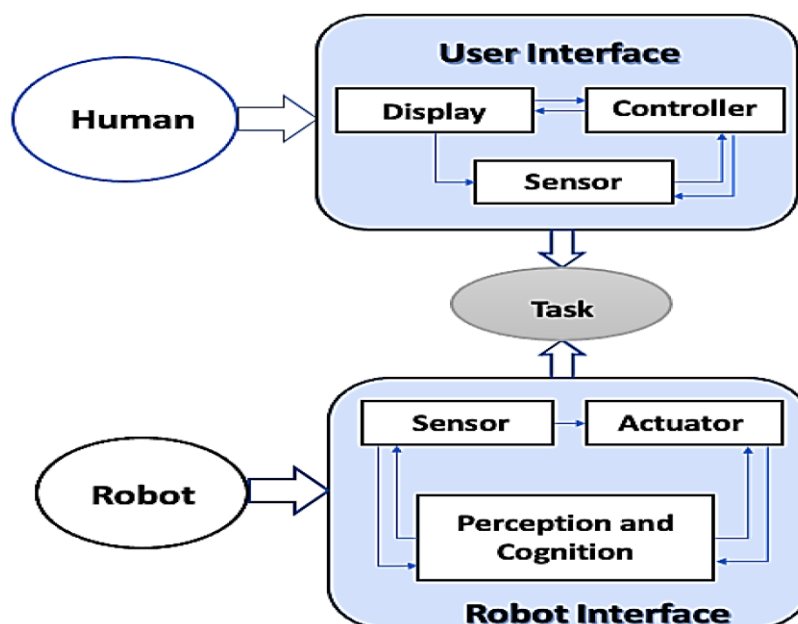 User Interface
Human
Display
Controller
Sensor
Task
Sensor
Actuator
Robot
Perception and
Cognition
Robot Interface